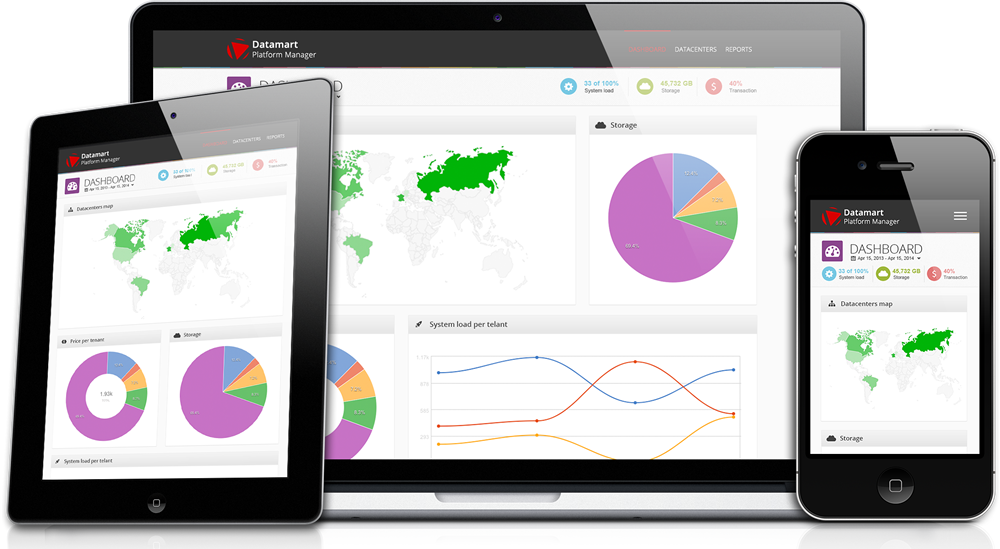 Datamart
Platform Manager
DASHBOARD
DATACENTERS
REPORTS
DASHBOARD
33 of 100%
System load
45,732 GB
Storage
40%
Transaction
Storage
System load per telant
1.17k
Datamart
Platform Manager
DATACENTERS
REPORTS
DASHBOARD
Apr 15, 2013 - Apr 15, 2014
33 of 100%
System load
45,732 GB
Storage
40%
Transaction
Datacenters map
Price per tenant
1.93k
Storage
System load per telant
Datamart
Platform Manager
DASHBOARD
Apr 15, 2013 - Apr 15, 2014
33 of 100%
System load
45,732 GB
Storage
40%
Transaction
Datacenters map
Storage